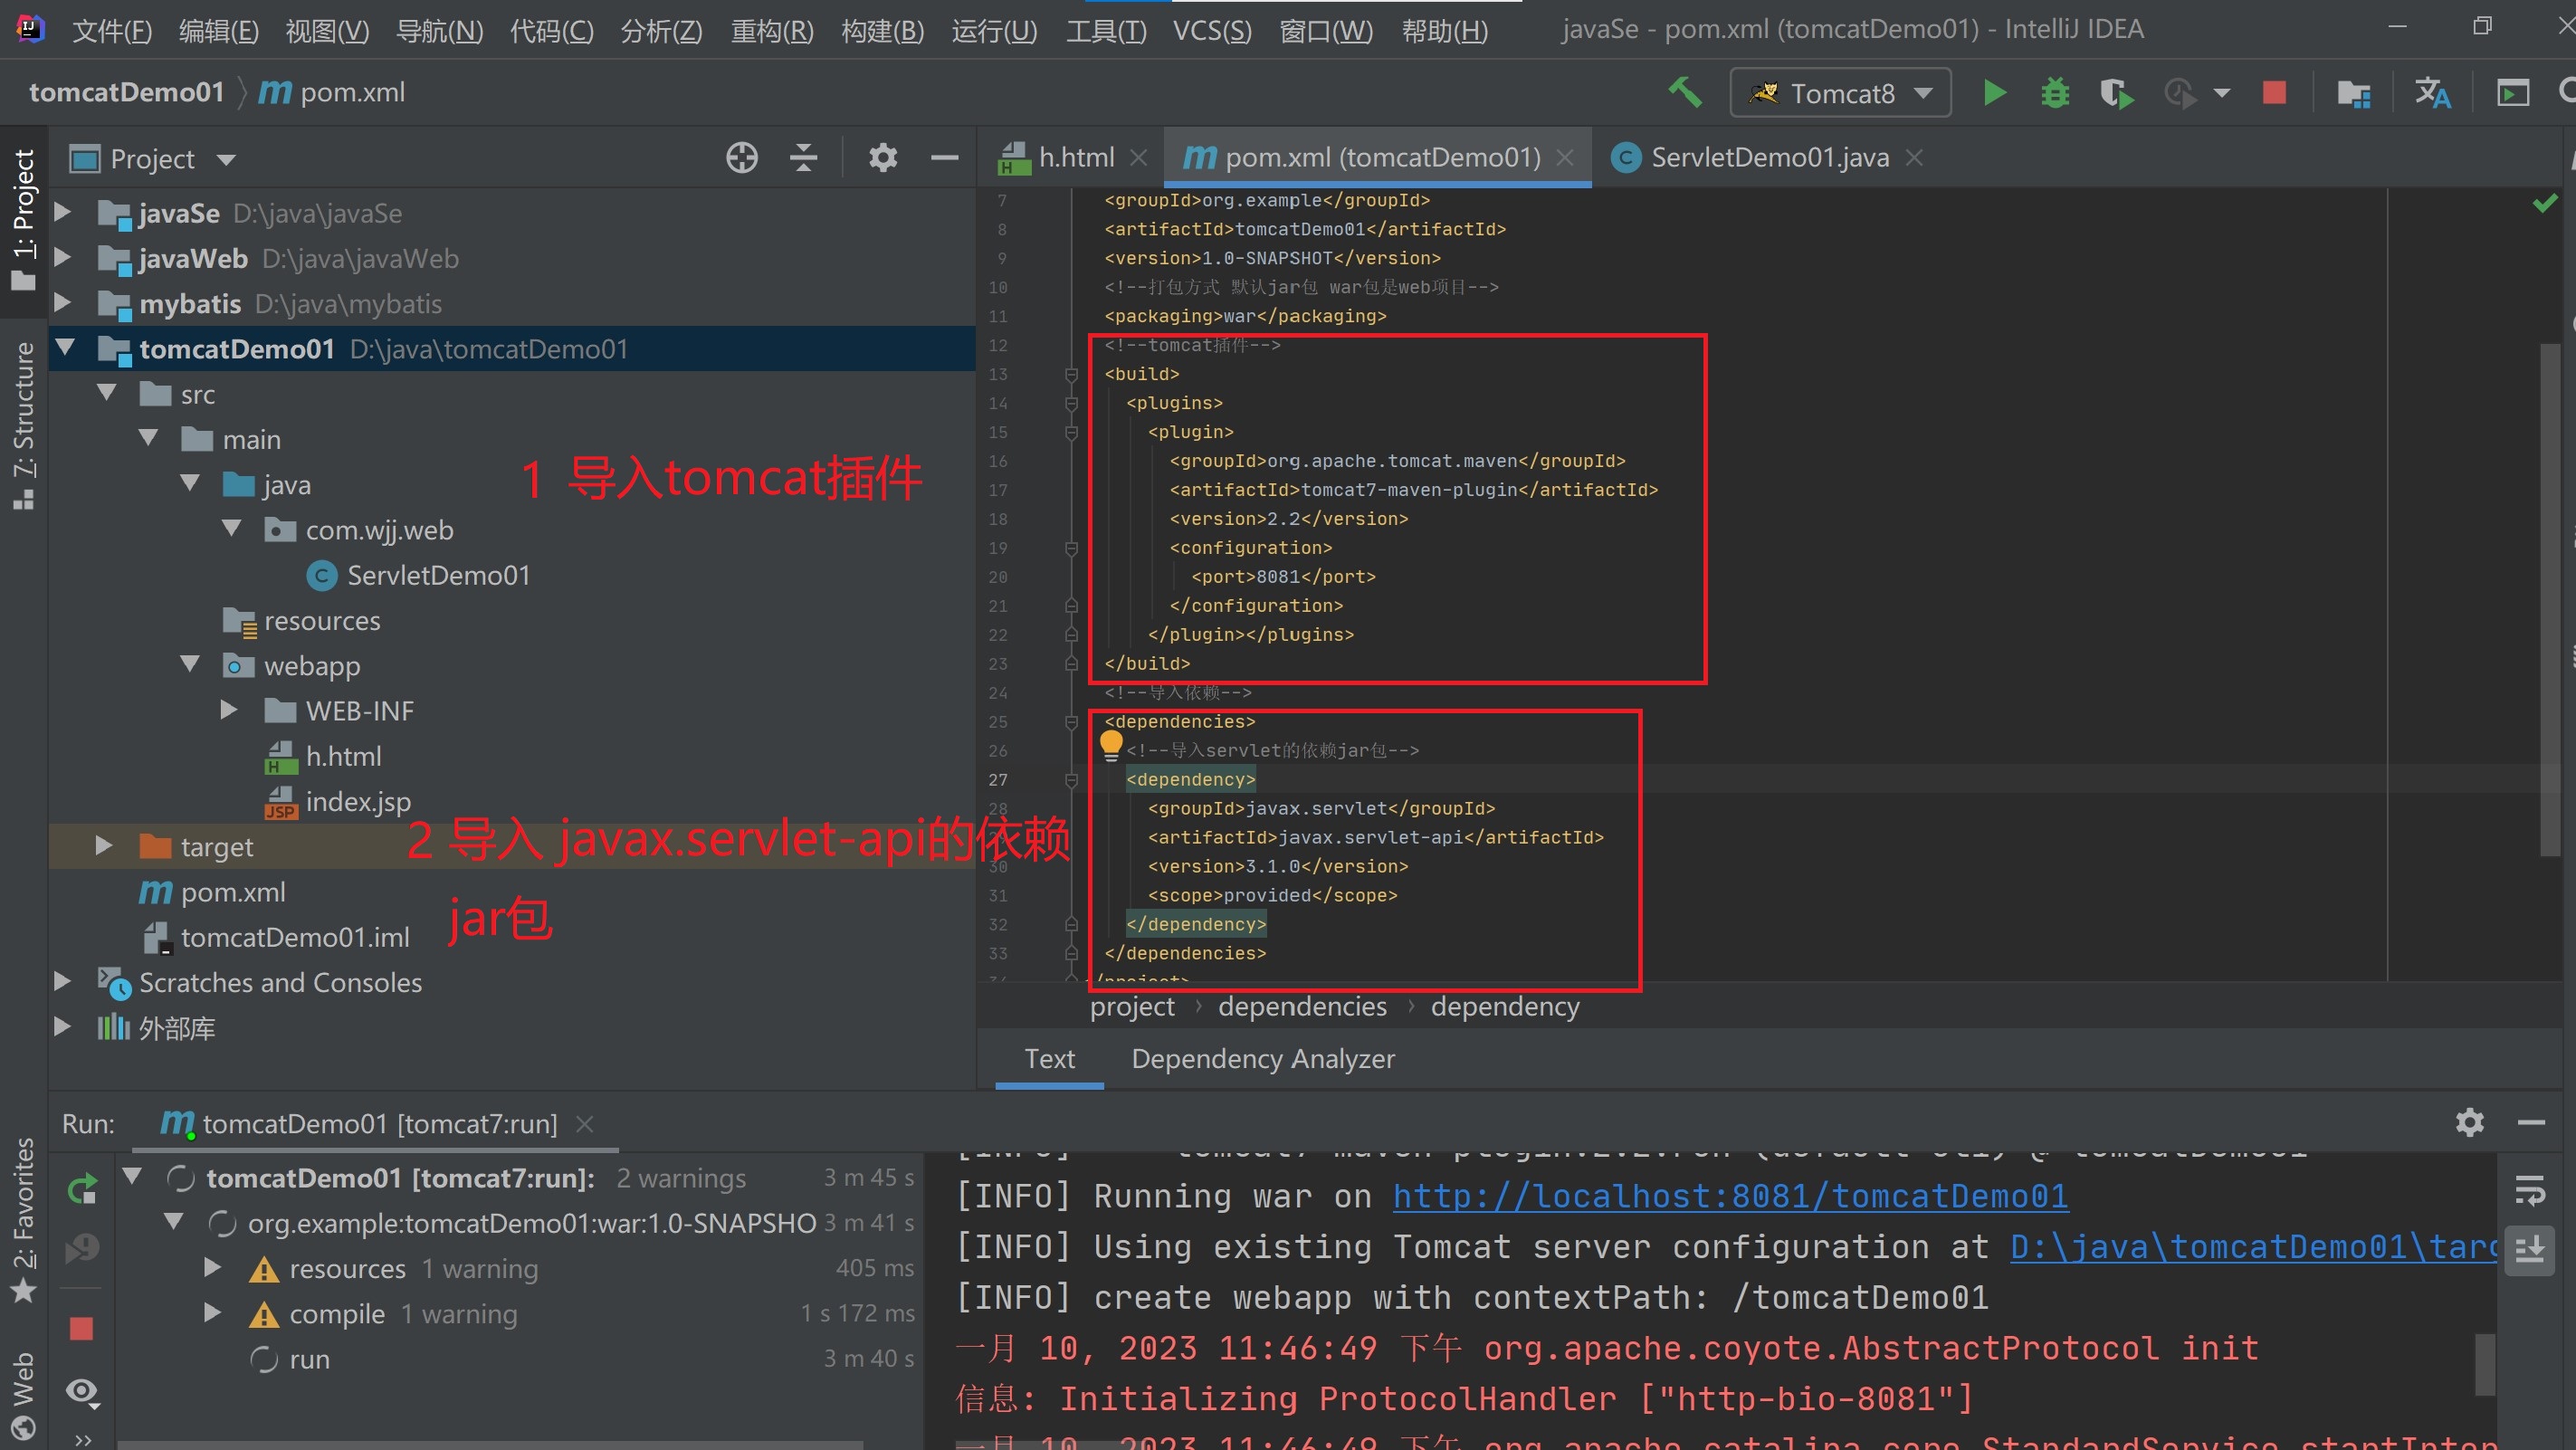 文件(F) 编辑(E) 视图(V) 导航(N) 代码(C) 分析(Z) 重构(R) 构建(B) 运行(U) 工具(T) VCS(S) 窗口(W) 帮助(H) javaSe - pom.xml (tomcatDemo01) - IntelliJ IDEA
tomcatDemo01 pom.xml Tomcat8
1: Project
7: Structure
2: Favorites
Web
Project
h.html pom.xml (tomcatDemo01) ServletDemo01.java
javaSe D:\java\javaSe
javaWeb D:\java\javaWeb
mybatis D:\java\mybatis
tomcatDemo01 D:\java\tomcatDemo01
src
main
java
com.wjj.web
ServletDemo01
resources
webapp
WEB-INF
h.html
index.jsp
target
pom.xml
tomcatDemo01.iml
Scratches and Consoles
外部库
1 导入tomcat插件
2 导入 javax.servlet-api的依赖
jar包
7 <groupId>org.example</groupId>
8 <artifactId>tomcatDemo01</artifactId>
9 <version>1.0-SNAPSHOT</version>
10 <!--打包方式 默认jar包 war包是web项目-->
11 <packaging>war</packaging>
12 <!--tomcat插件-->
13 <build>
14 <plugins>
15 <plugin>
16 <groupId>org.apache.tomcat.maven</groupId>
17 <artifactId>tomcat7-maven-plugin</artifactId>
18 <version>2.2</version>
19 <configuration>
20 <port>8081</port>
21 </configuration>
22 </plugin></plugins>
23 </build>
24 <!--导入依赖-->
25 <dependencies>
26 <!--导入servlet的依赖jar包-->
27 <dependency>
28 <groupId>javax.servlet</groupId>
<artifactId>javax.servlet-api</artifactId>
30 <version>3.1.0</version>
31 <scope>provided</scope>
32 </dependency>
33 </dependencies>
project › dependencies › dependency
Text Dependency Analyzer
Run: tomcatDemo01 [tomcat7:run]
tomcatDemo01 [tomcat7:run]: 2 warnings 3 m 45 s
org.example:tomcatDemo01:war:1.0-SNAPSHO 3 m 41 s
resources 1 warning 405 ms
compile 1 warning 1 s 172 ms
run 3 m 40 s
[INFO] Running war on http://localhost:8081/tomcatDemo01
[INFO] Using existing Tomcat server configuration at D:\java\tomcatDemo01\tar
[INFO] create webapp with contextPath: /tomcatDemo01
一月 10, 2023 11:46:49 下午 org.apache.coyote.AbstractProtocol init
信息: Initializing ProtocolHandler ["http-bio-8081"]
一月 10, 2023 11:46:49 下午 org.apache.catalina.core.StandardService startInter